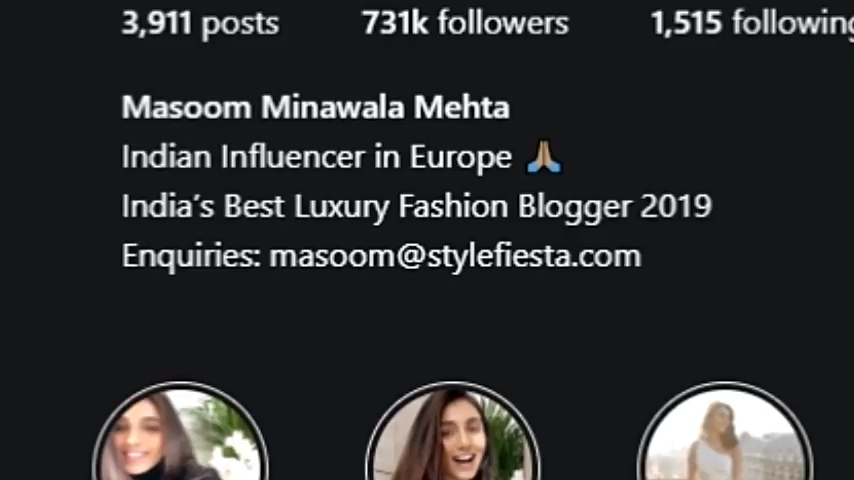 3,911 posts 731k followers 1,515 following
Masoom Minawala Mehta
Indian Influencer in Europe 🙏🏽
India’s Best Luxury Fashion Blogger 2019
Enquiries: masoom@stylefiesta.com